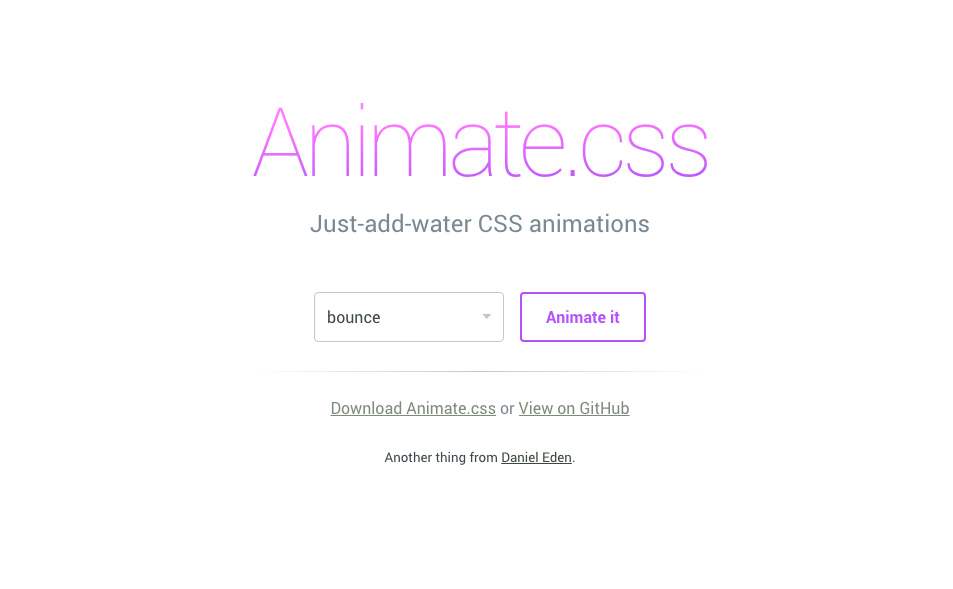 Animate.css
Just-add-water CSS animations
bounce Animate it
Download Animate.css or View on GitHub
Another thing from Daniel Eden.